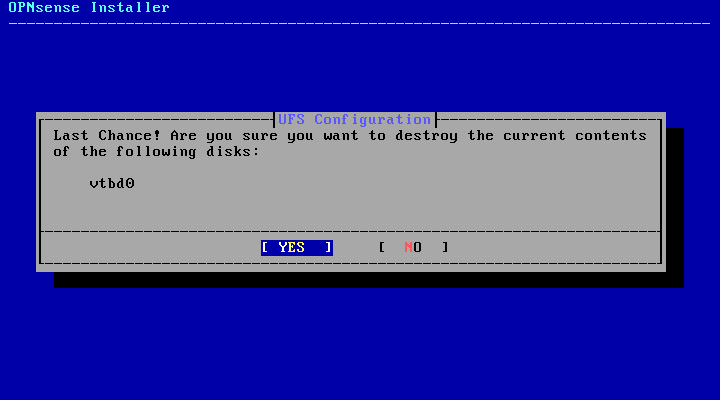 OPNsense Installer
UFS Configuration
Last Chance! Are you sure you want to destroy the current contents
of the following disks:
vtbd0
[ YES ] [ NO ]